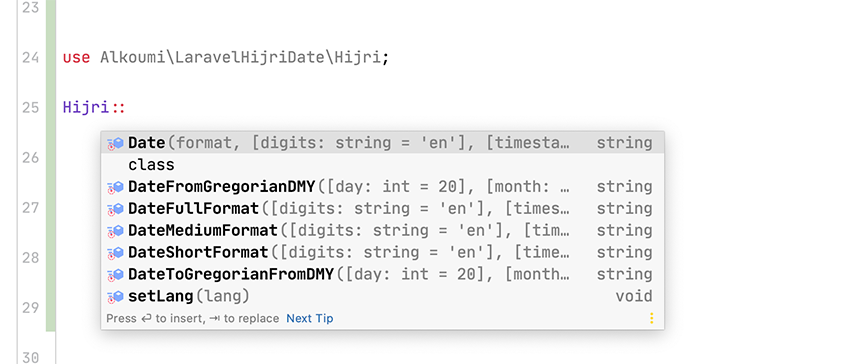 23
24 use Alkoumi\LaravelHijriDate\Hijri;
25 Hijri::
Date(format, [digits: string = 'en'], [timesta… string
26 class
DateFromGregorianDMY([day: int = 20], [month: … string
27 DateFullFormat([digits: string = 'en'], [times… string
DateMediumFormat([digits: string = 'en'], [tim… string
28 DateShortFormat([digits: string = 'en'], [time… string
DateToGregorianFromDMY([day: int = 20], [month… string
29 setLang(lang) void
Press ↵ to insert, ⇥ to replace Next Tip
30